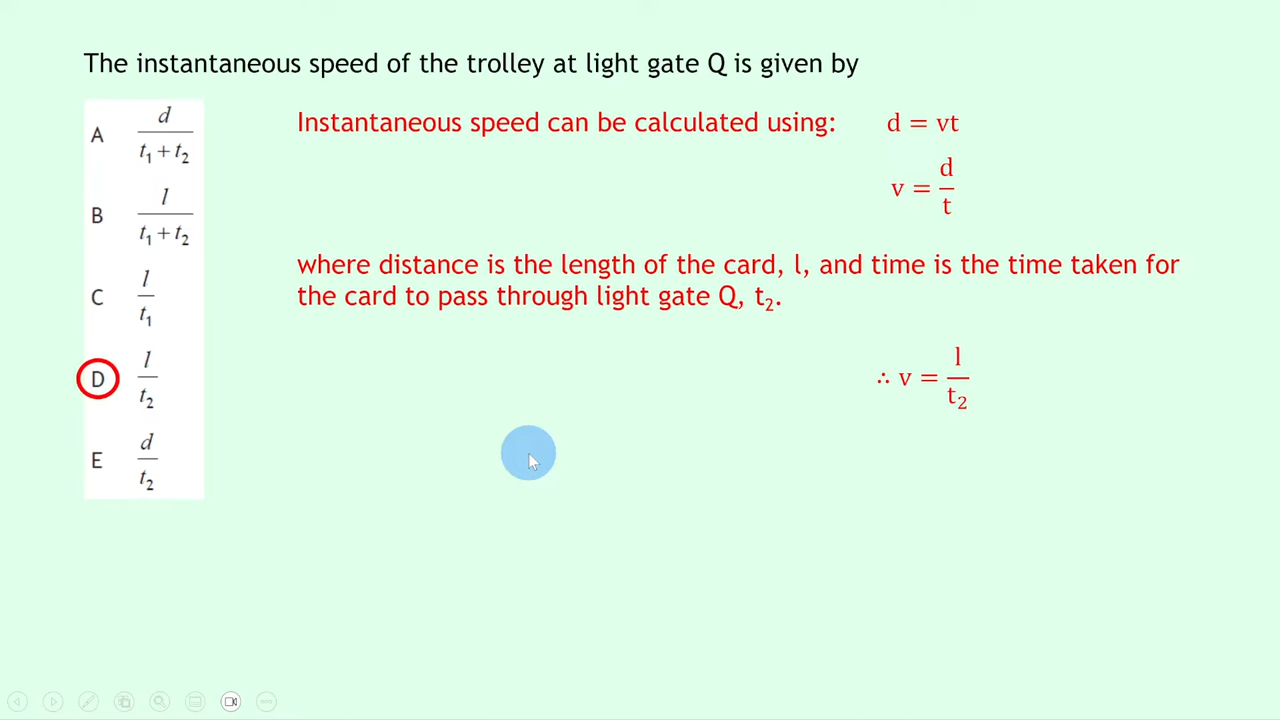 The instantaneous speed of the trolley at light gate Q is given by
A d/(t₁ + t₂)
B l/(t₁ + t₂)
C l/t₁
D l/t₂
E d/t₂
Instantaneous speed can be calculated using: d = vt
v = d/t
where distance is the length of the card, l, and time is the time taken for
the card to pass through light gate Q, t₂.
∴ v = l/t₂